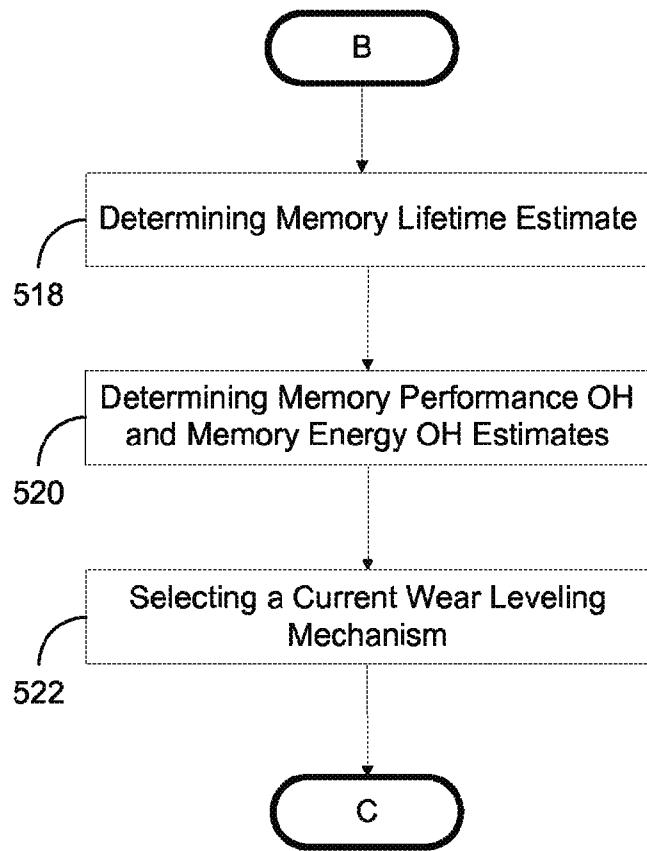 B
Determining Memory Lifetime Estimate
518
Determining Memory Performance OH
and Memory Energy OH Estimates
520
Selecting a Current Wear Leveling
Mechanism
522
C